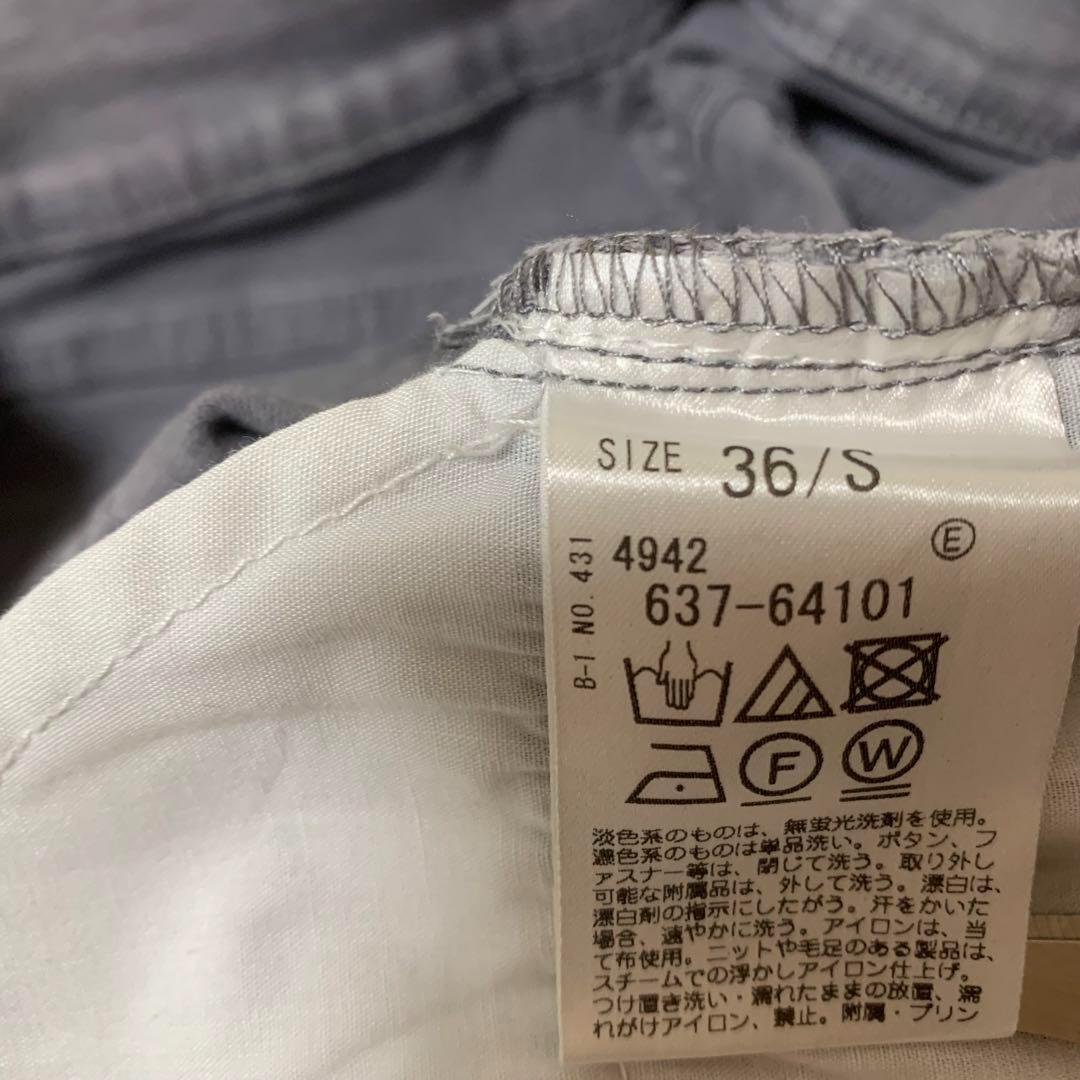 SIZE 36/S
B-1 NO. 431
4942
E
637-64101
F W
淡色系のものは、無蛍光洗剤を使用。
濃色系のものは単品洗い。ボタン、フ
ァスナー等は、閉じて洗う。取り外し
可能な附属品は、外して洗う。漂白は、
漂白剤の指示にしたがう。汗をかいた
場合、速やかに洗う。アイロンは、当
て布使用。ニットや毛足のある製品は、
スチームでの浮かしアイロン仕上げ。
つけ置き洗い・濡れたままの放置、濡
れがけアイロン、禁止。附属・プリン